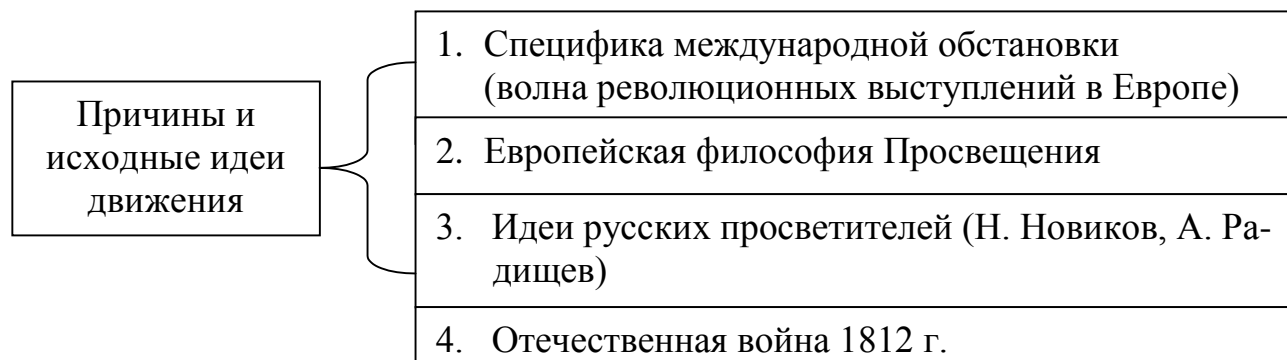 Причины и
исходные идеи
движения
1. Специфика международной обстановки
(волна революционных выступлений в Европе)
2. Европейская философия Просвещения
3. Идеи русских просветителей (Н. Новиков, А. Ра-
дищев)
4. Отечественная война 1812 г.